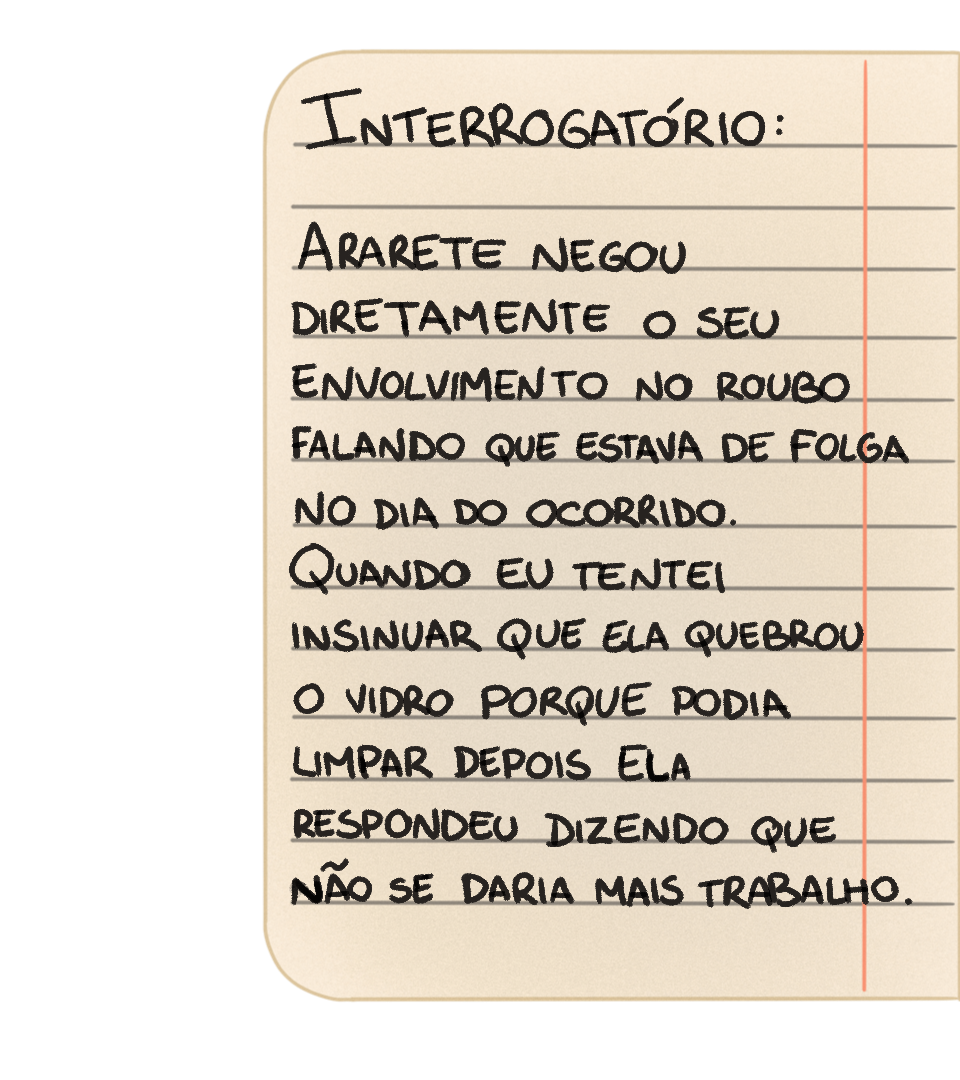 INTERROGATÓRIO:
ARARETE NEGOU
DIRETAMENTE O SEU
ENVOLVIMENTO NO ROUBO
FALANDO QUE ESTAVA DE FOLGA
NO DIA DO OCORRIDO.
QUANDO EU TENTEI
INSINUAR QUE ELA QUEBROU
O VIDRO PORQUE PODIA
LIMPAR DEPOIS ELA
RESPONDEU DIZENDO QUE
NÃO SE DARIA MAIS TRABALHO.